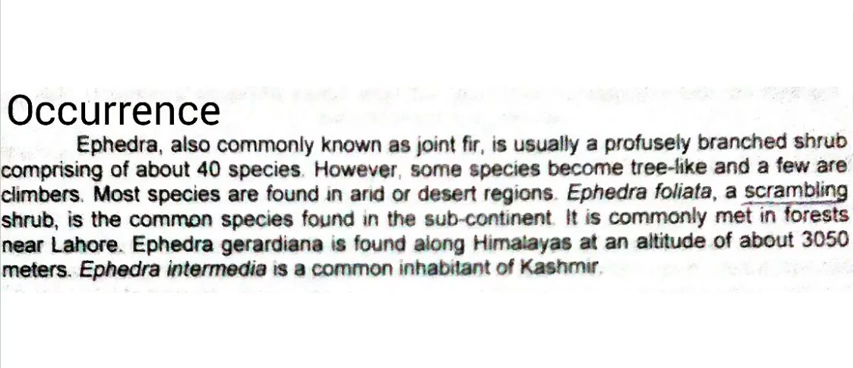 Occurrence
Ephedra, also commonly known as joint fir, is usually a profusely branched shrub
comprising of about 40 species. However, some species become tree-like and a few are
climbers. Most species are found in arid or desert regions. Ephedra foliata, a scrambling
shrub, is the common species found in the sub-continent. It is commonly met in forests
near Lahore. Ephedra gerardiana is found along Himalayas at an altitude of about 3050
meters. Ephedra intermedia is a common inhabitant of Kashmir.